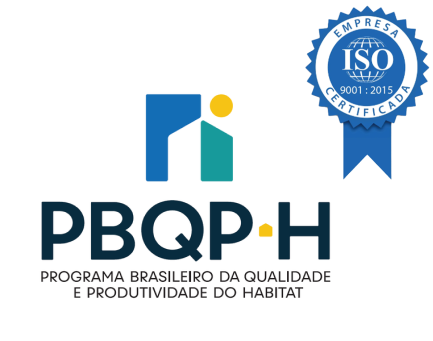 EMPRESA
ISO
9001 : 2015
CERTIFICADA
PBQP-H
PROGRAMA BRASILEIRO DA QUALIDADE
E PRODUTIVIDADE DO HABITAT